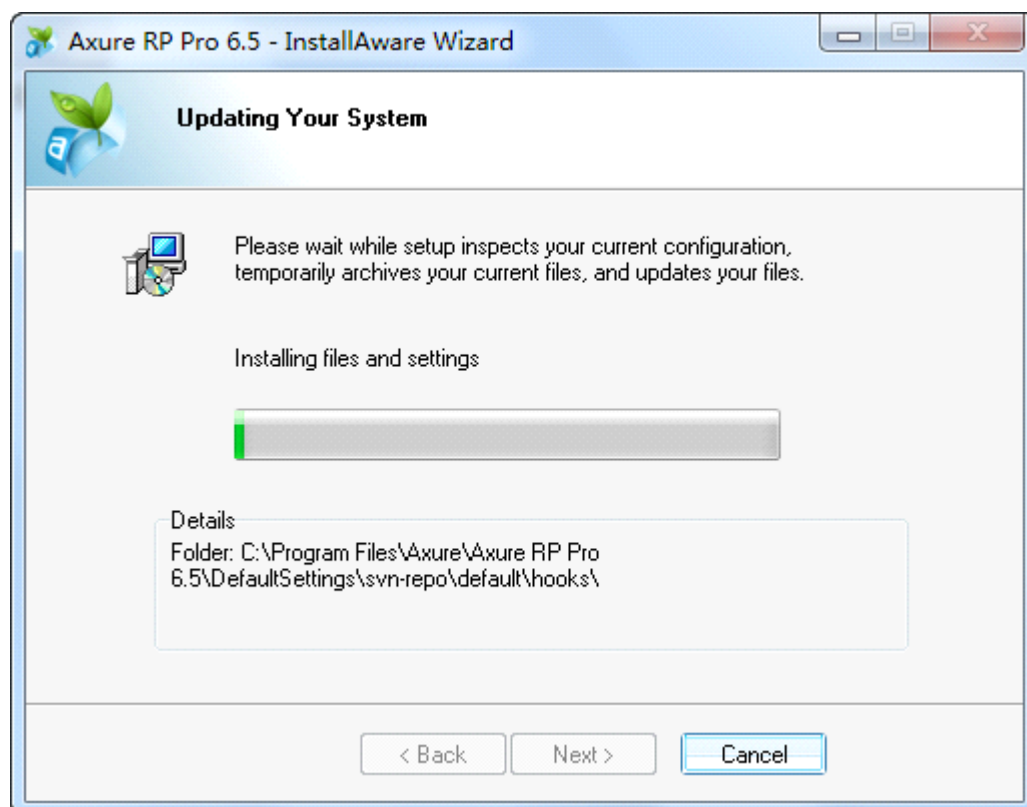 Axure RP Pro 6.5 - InstallAware Wizard
Updating Your System
Please wait while setup inspects your current configuration,
temporarily archives your current files, and updates your files.
Installing files and settings
Details
Folder: C:\Program Files\Axure\Axure RP Pro
6.5\DefaultSettings\svn-repo\default\hooks\
< Back Next > Cancel